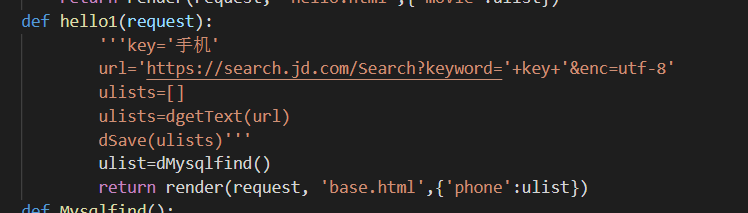 return render(request, 'hello.html',{'movie':ulist})
def hello1(request):
'''key='手机'
url='https://search.jd.com/Search?keyword='+key+'&enc=utf-8'
ulists=[]
ulists=dgetText(url)
dSave(ulists)'''
ulist=dMysqlfind()
return render(request, 'base.html',{'phone':ulist})
def Mysqlfind():